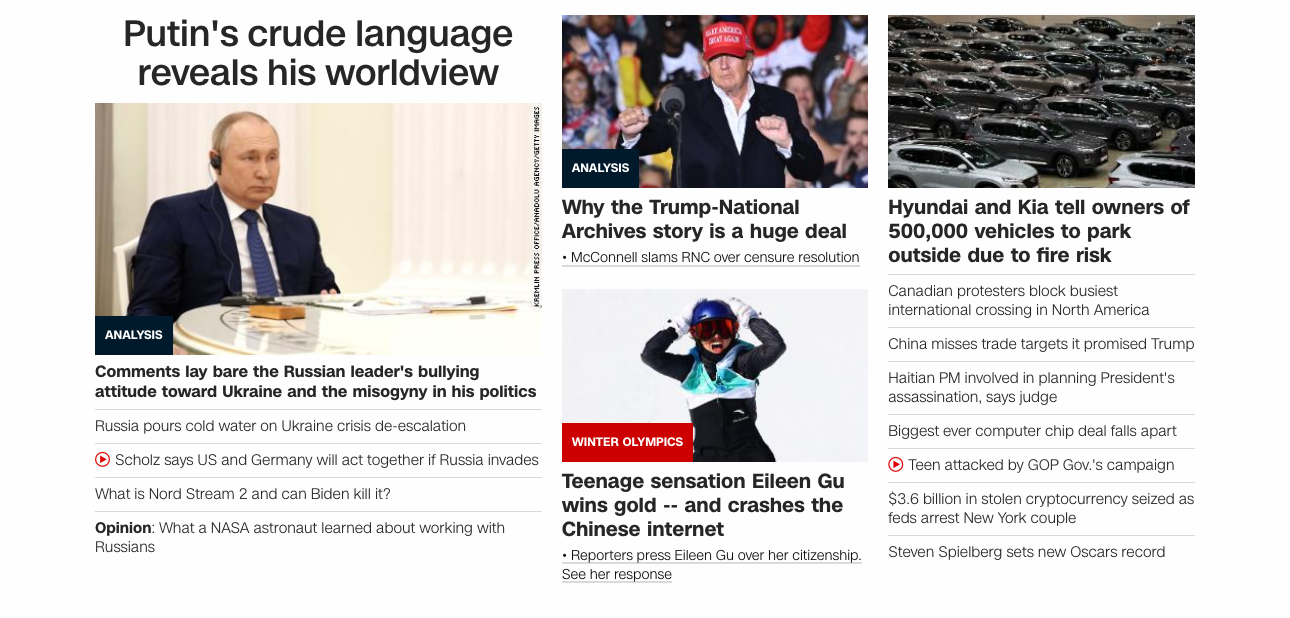 Putin's crude language
reveals his worldview
KREMLIN PRESS OFFICE/ANADOLU AGENCY/GETTY IMAGES
ANALYSIS
Comments lay bare the Russian leader's bullying
attitude toward Ukraine and the misogyny in his politics
Russia pours cold water on Ukraine crisis de-escalation
Scholz says US and Germany will act together if Russia invades
What is Nord Stream 2 and can Biden kill it?
Opinion: What a NASA astronaut learned about working with
Russians
MAKE AMERICA
GREAT AGAIN
ANALYSIS
Why the Trump-National
Archives story is a huge deal
• McConnell slams RNC over censure resolution
WINTER OLYMPICS
Teenage sensation Eileen Gu
wins gold -- and crashes the
Chinese internet
• Reporters press Eileen Gu over her citizenship.
See her response
Hyundai and Kia tell owners of
500,000 vehicles to park
outside due to fire risk
Canadian protesters block busiest
international crossing in North America
China misses trade targets it promised Trump
Haitian PM involved in planning President's
assassination, says judge
Biggest ever computer chip deal falls apart
Teen attacked by GOP Gov.'s campaign
$3.6 billion in stolen cryptocurrency seized as
feds arrest New York couple
Steven Spielberg sets new Oscars record